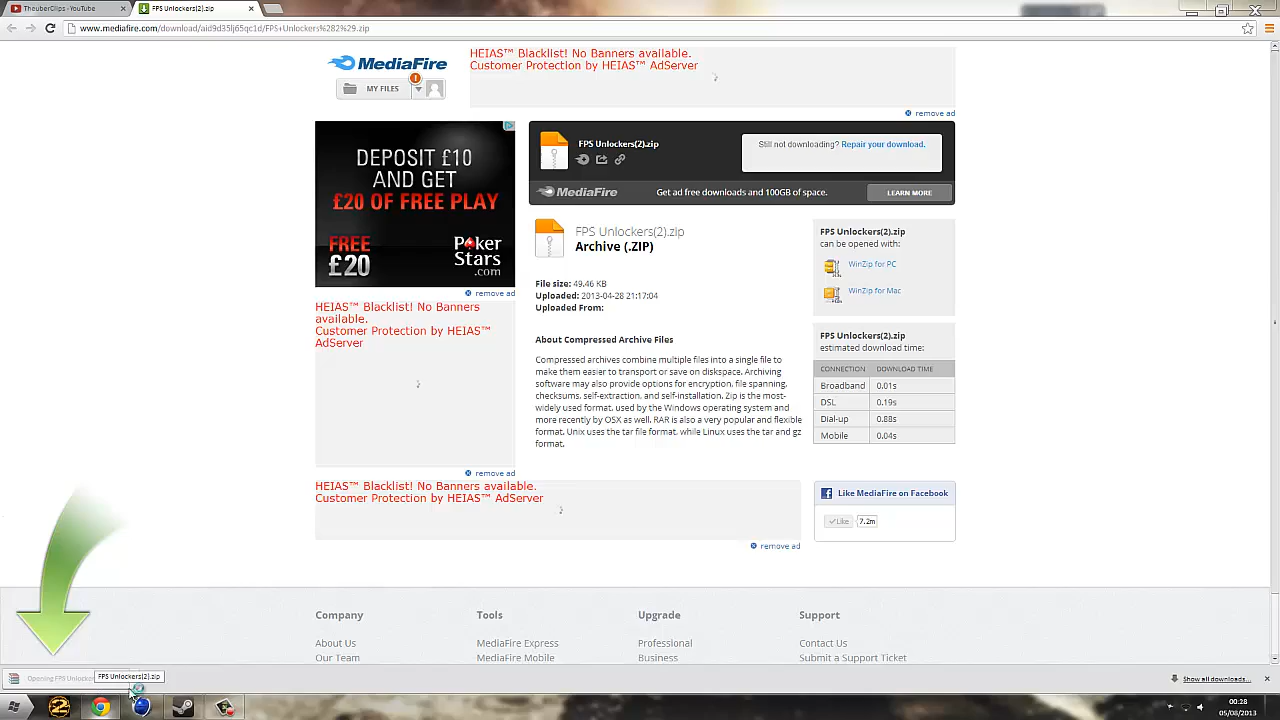 TheuberClips - YouTube
FPS Unlockers(2).zip
www.mediafire.com/download/aid9d35lj65qc1d/FPS+Unlockers%282%29.zip
MediaFire
MY FILES
!
HEIAS™ Blacklist! No Banners available.
Customer Protection by HEIAS™ AdServer
remove ad
DEPOSIT £10
AND GET
£20 OF FREE PLAY
FREE
£20
PokerStars
.com
remove ad
FPS Unlockers(2).zip
Still not downloading? Repair your download.
MediaFire
Get ad free downloads and 100GB of space.
LEARN MORE
FPS Unlockers(2).zip
Archive (.ZIP)
File size: 49.46 KB
Uploaded: 2013-04-28 21:17:04
Uploaded From:
About Compressed Archive Files
Compressed archives combine multiple files into a single file to
make them easier to transport or save on diskspace. Archiving
software may also provide options for encryption, file spanning,
checksums, self-extraction, and self-installation. Zip is the most-
widely used format, used by the Windows operating system and
more recently by OSX as well. RAR is also a very popular and flexible
format. Unix uses the tar file format, while Linux uses the tar and gz
format.
FPS Unlockers(2).zip
can be opened with:
WinZip for PC
WinZip for Mac
FPS Unlockers(2).zip
estimated download time:
CONNECTION DOWNLOAD TIME
Broadband 0.01s
DSL 0.19s
Dial-up 0.88s
Mobile 0.04s
HEIAS™ Blacklist! No Banners
available.
Customer Protection by HEIAS™
AdServer
remove ad
HEIAS™ Blacklist! No Banners available.
Customer Protection by HEIAS™ AdServer
remove ad
Like MediaFire on Facebook
Like 7.2m
Company Tools Upgrade Support
About Us MediaFire Express Professional Contact Us
Our Team MediaFire Mobile Business Submit a Support Ticket
Opening FPS Unlocker
FPS Unlockers(2).zip
Show all downloads...
00:28
05/08/2013